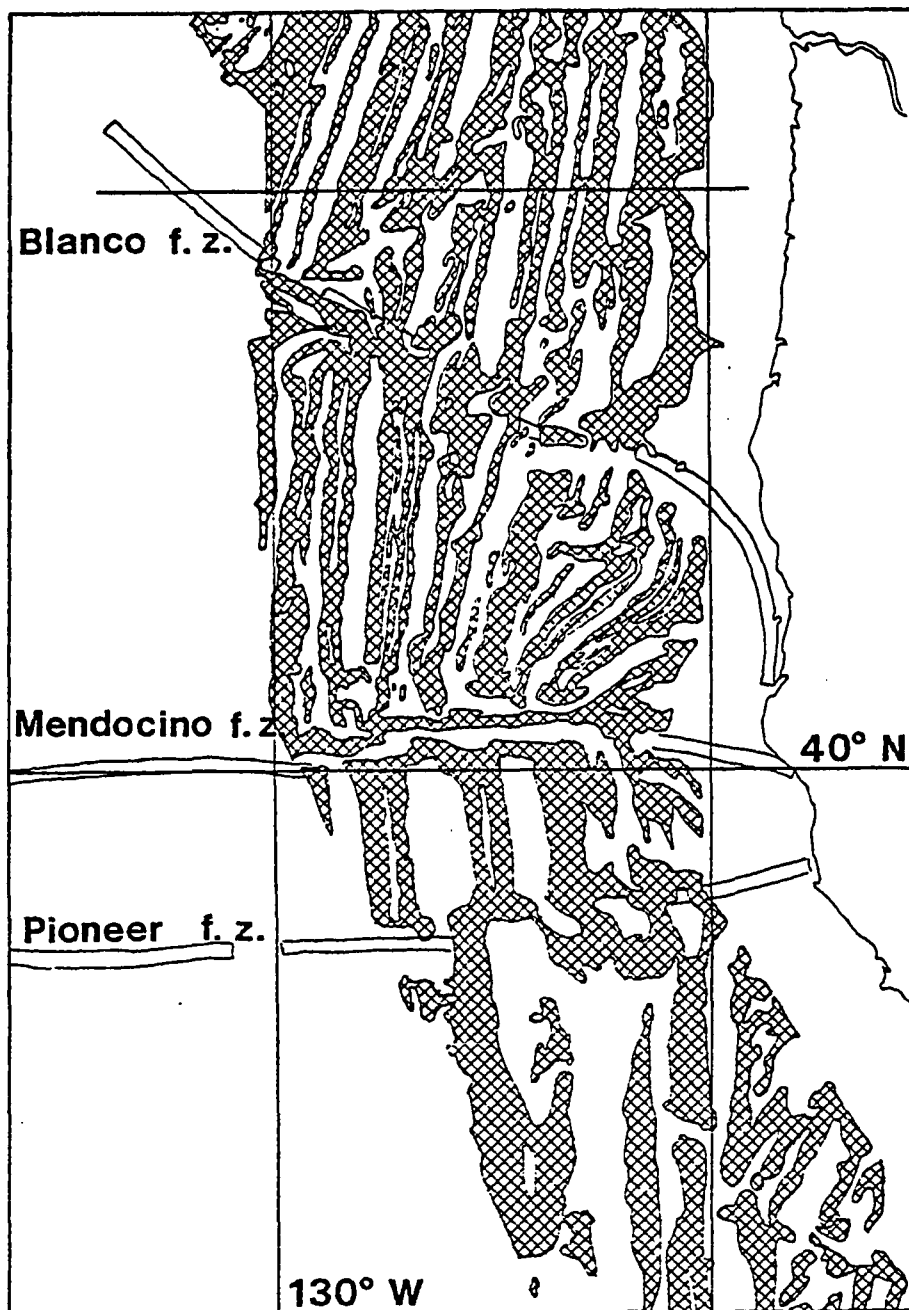 Blanco f. z.
Mendocino f. z
40° N
Pioneer f. z.
130° W